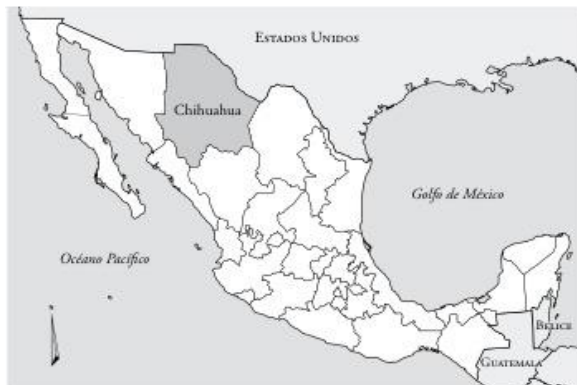 ESTADOS UNIDOS
Chihuahua
Golfo de México
Océano Pacífico
BELICE
GUATEMALA